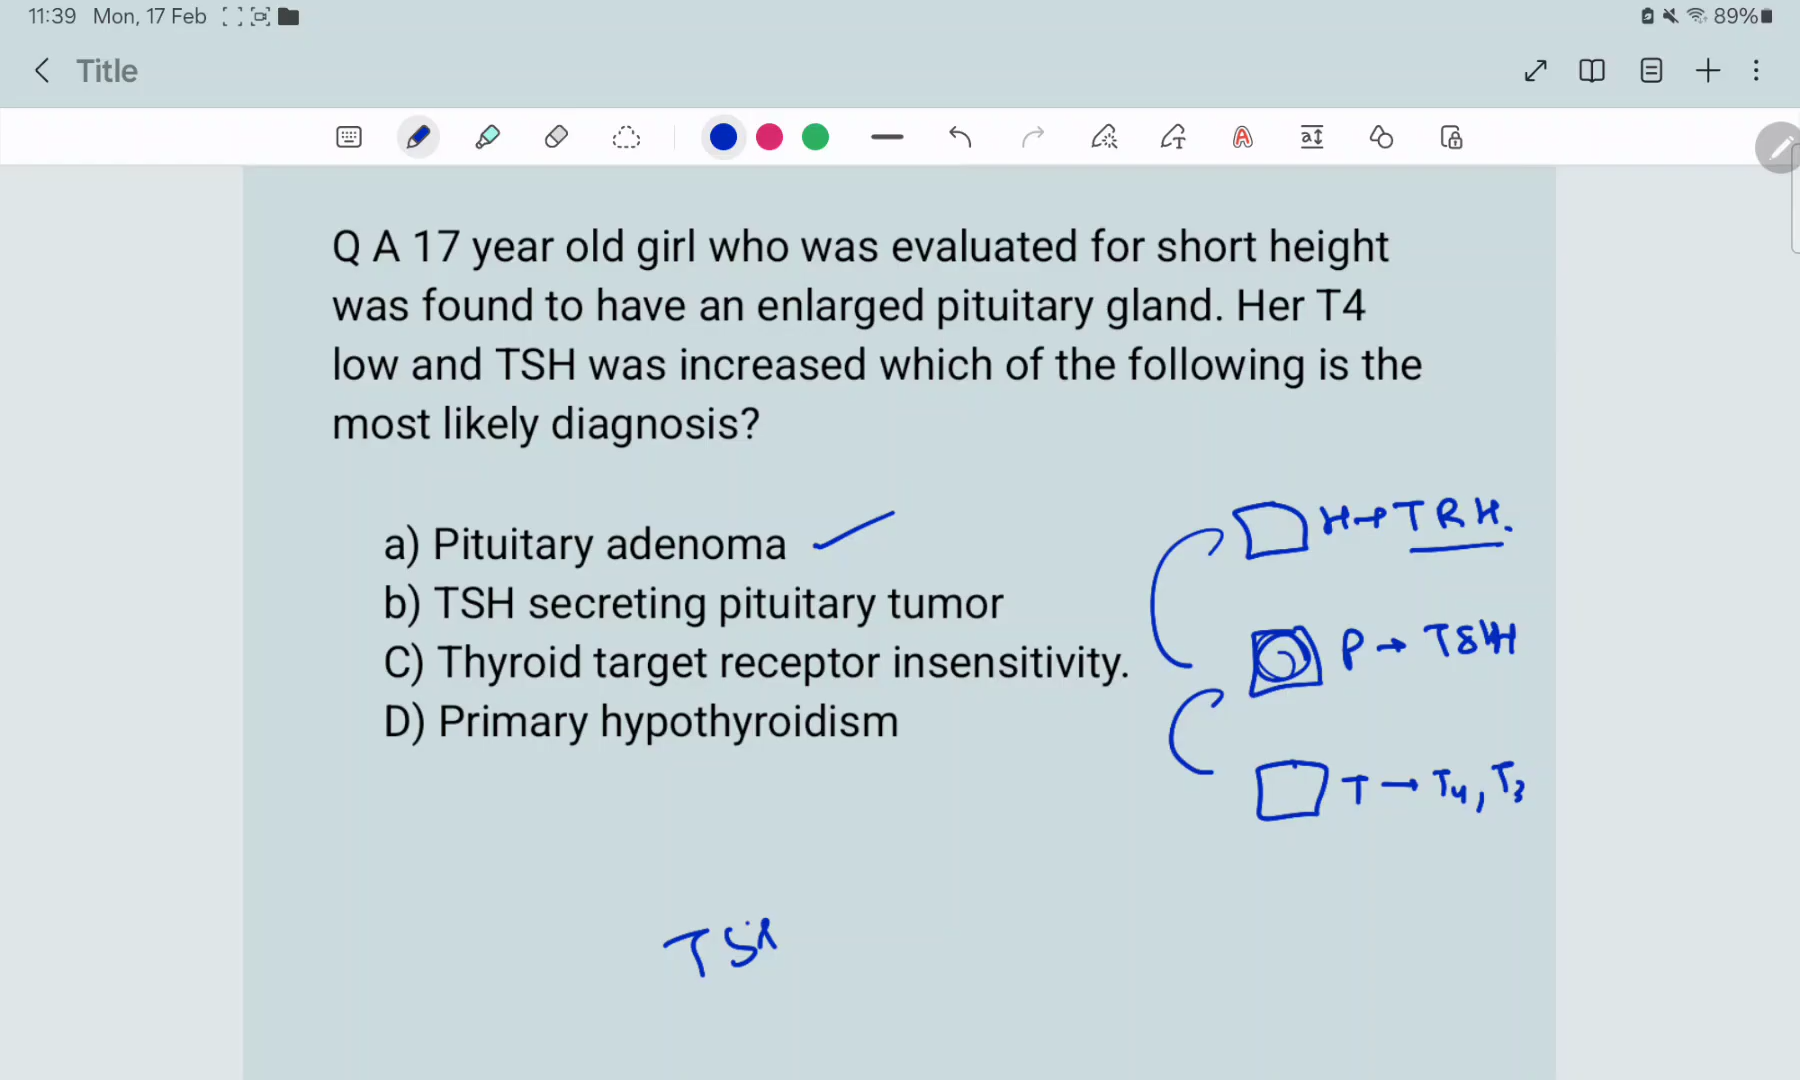 11:39 Mon, 17 Feb
89%
Title
Q A 17 year old girl who was evaluated for short height
was found to have an enlarged pituitary gland. Her T4
low and TSH was increased which of the following is the
most likely diagnosis?
a) Pituitary adenoma
b) TSH secreting pituitary tumor
C) Thyroid target receptor insensitivity.
D) Primary hypothyroidism
H → TRH.
P → TSH
T → T4, T3
TSH